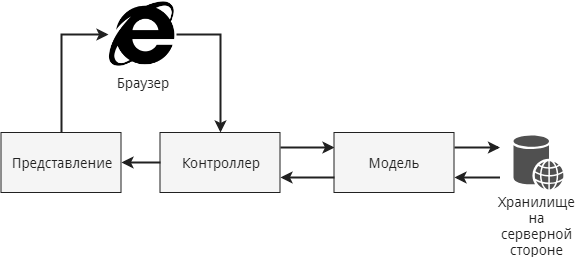 Браузер
Представление
Контроллер
Модель
Хранилище
на
серверной
стороне